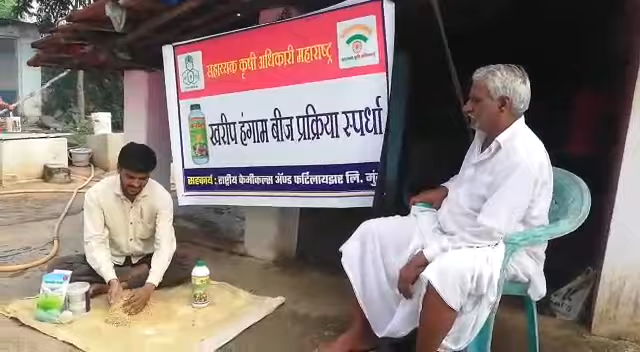 सहाय्यक कृषी अधिकारी महाराष्ट्र
खरीप हंगाम बीज प्रक्रिया स्पर्धा
सहकार्य : राष्ट्रीय केमीकल्स ॲण्ड फर्टिलायझर लि. मुं